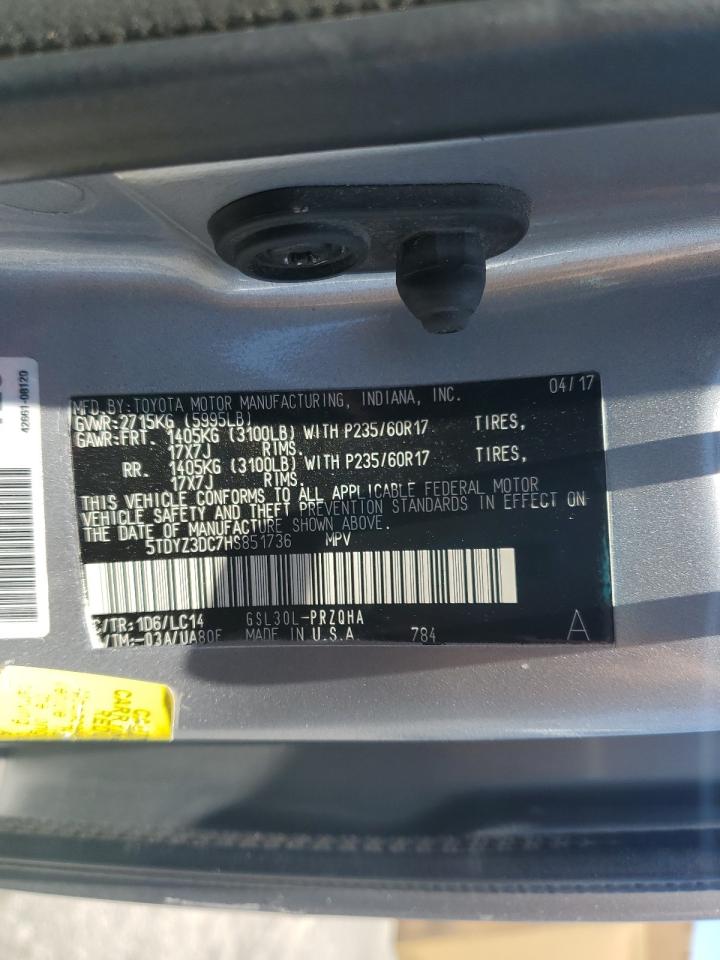 MFD.BY:TOYOTA MOTOR MANUFACTURING, INDIANA, INC. 04/17
GVWR:2715KG (5995LB)
GAWR:FRT. 1405KG (3100LB) WITH P235/60R17 TIRES,
17X7J RIMS.
RR. 1405KG (3100LB) WITH P235/60R17 TIRES,
17X7J RIMS.
THIS VEHICLE CONFORMS TO ALL APPLICABLE FEDERAL MOTOR
VEHICLE SAFETY AND THEFT PREVENTION STANDARDS IN EFFECT ON
THE DATE OF MANUFACTURE SHOWN ABOVE.
5TDYZ3DC7HS851736 MPV
C/TR:1D6/LC14 GSL30L-PRZQHA
/TM:-03A/UA80F MADE IN U.S.A 784 A
42661-08120